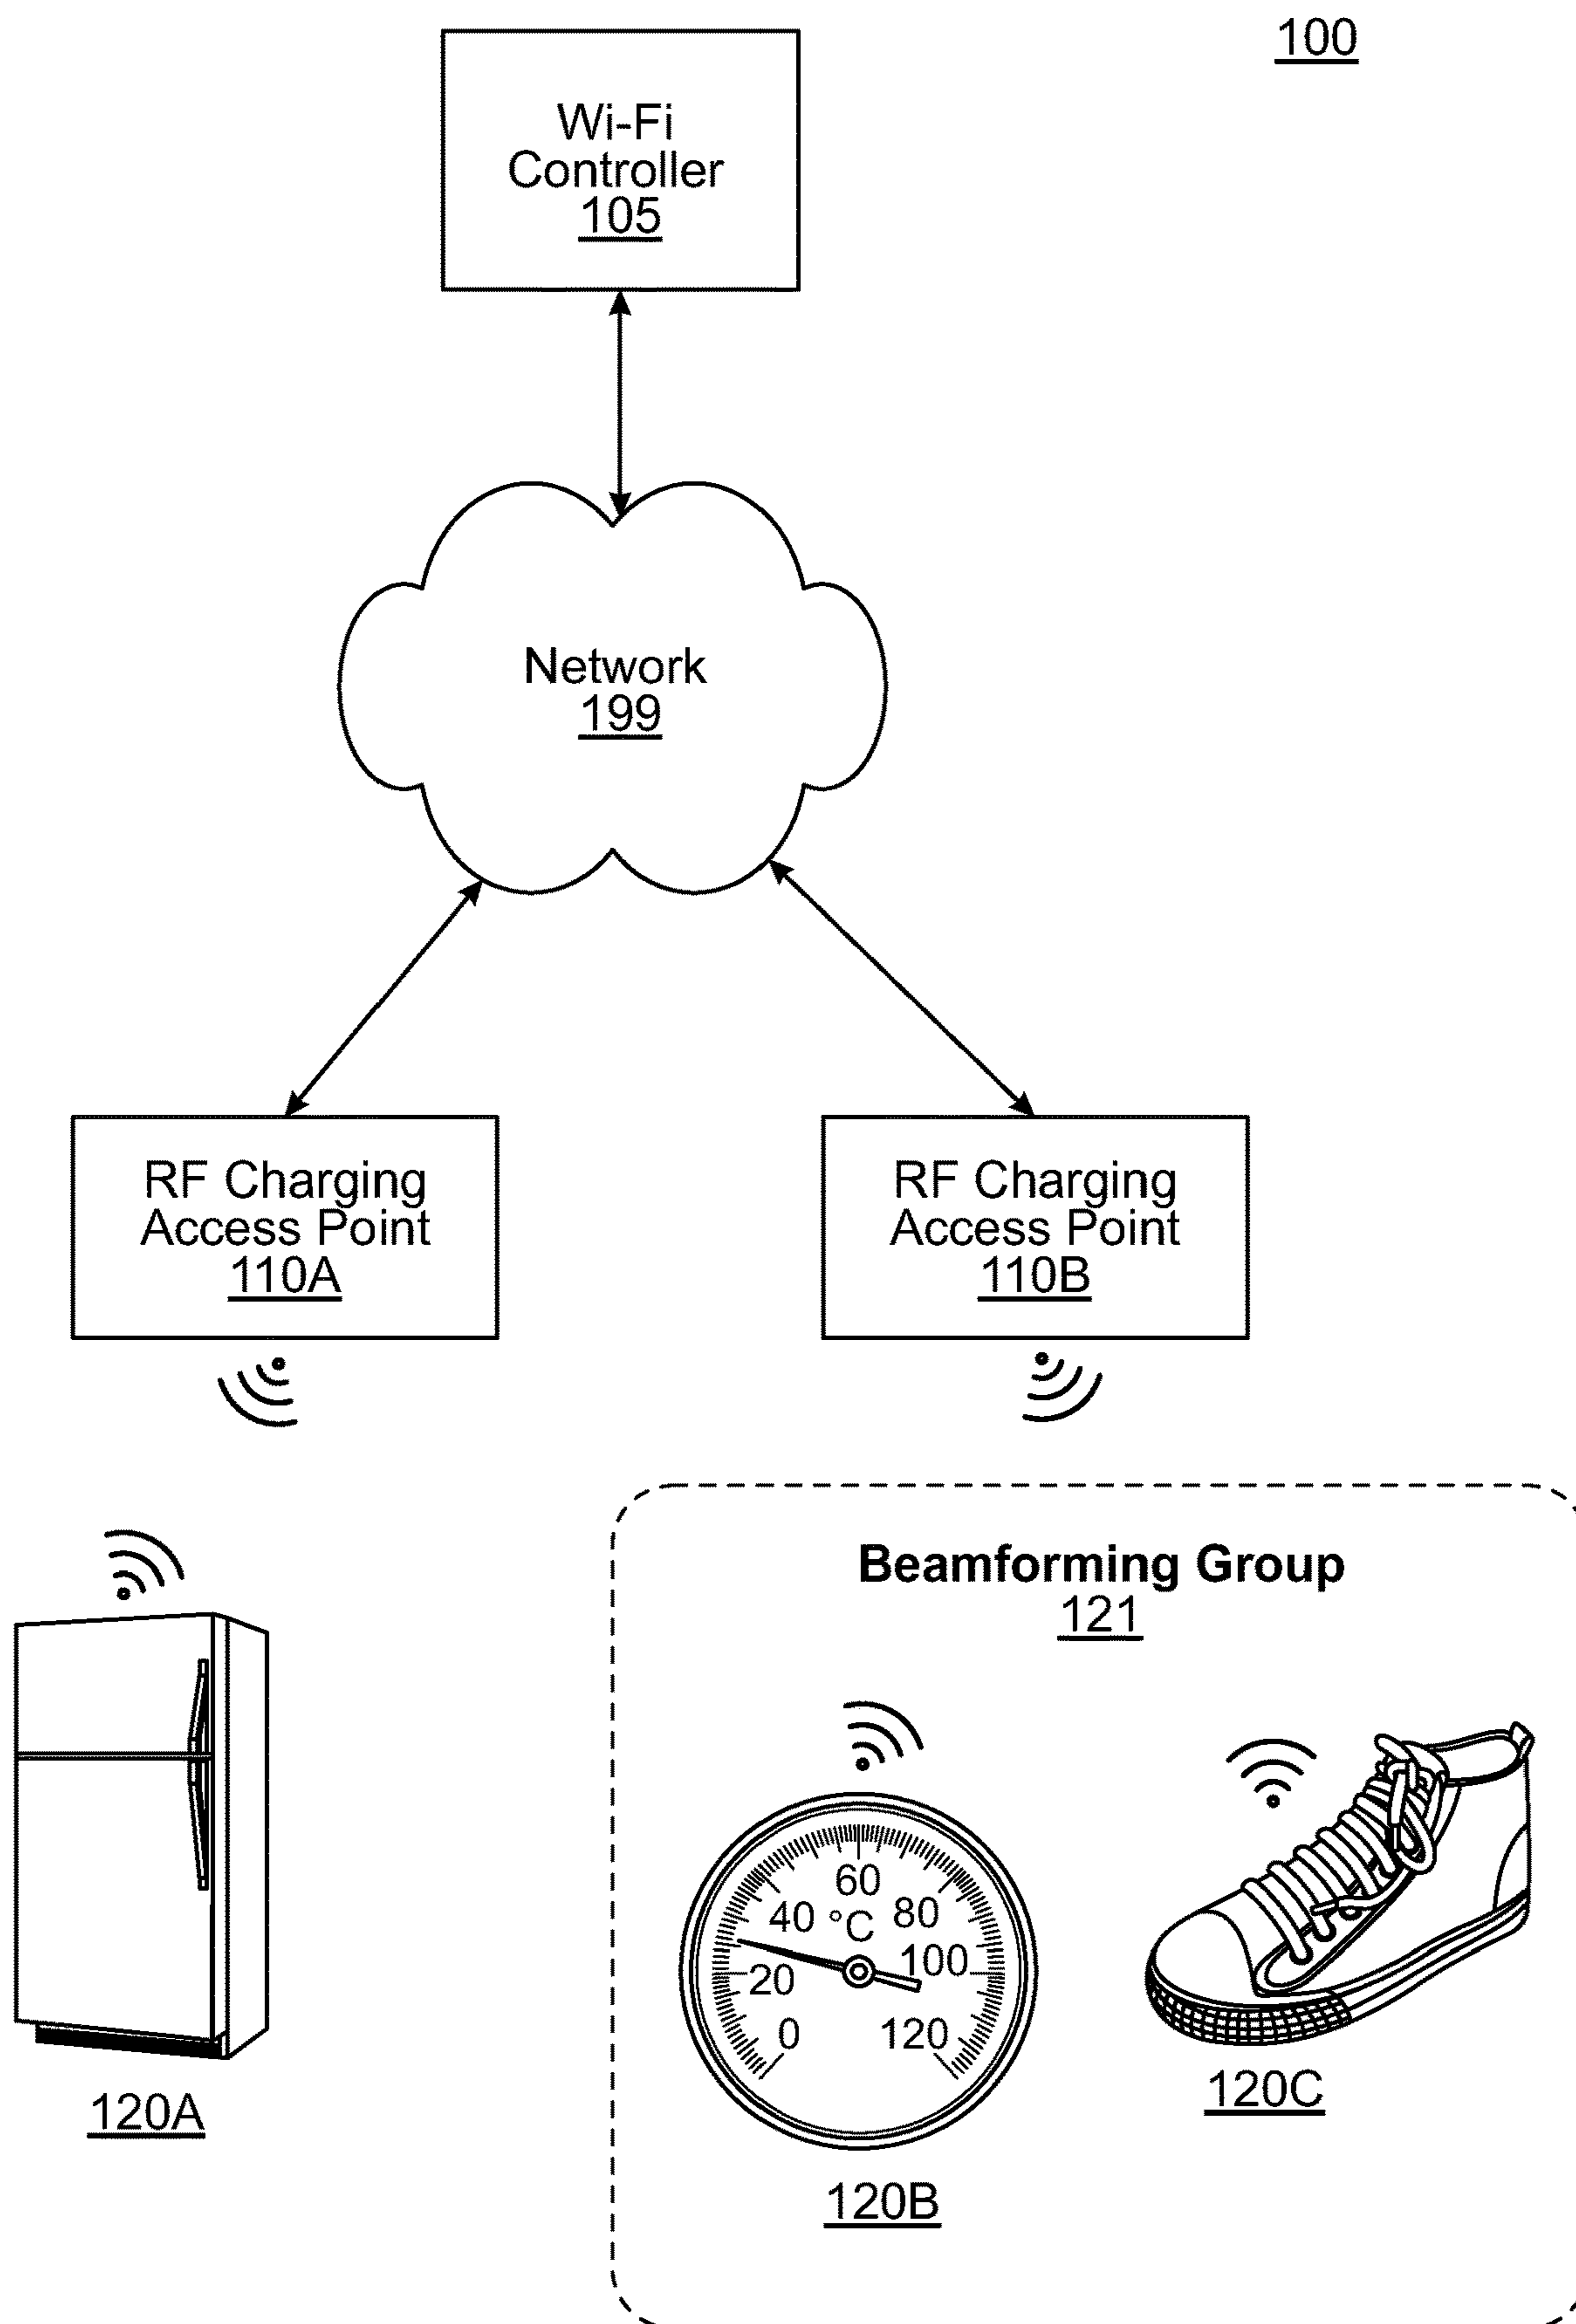 100
Wi-Fi
Controller
105
Network
199
RF Charging
Access Point
110A
RF Charging
Access Point
110B
Beamforming Group
121
60
40 °C 80
20 100
0 120
120A
120B
120C